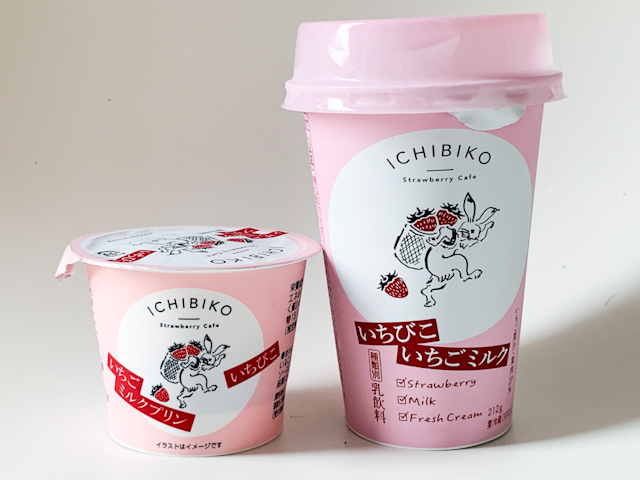 ICHIBIKO
Strawberry Cafe
いちびこ
いちご
ミルクプリン
イラストはイメージです
ICHIBIKO
Strawberry Cafe
いちびこ
いちごミルク
種類別
乳飲料
Strawberry
Milk
Fresh Cream
212g